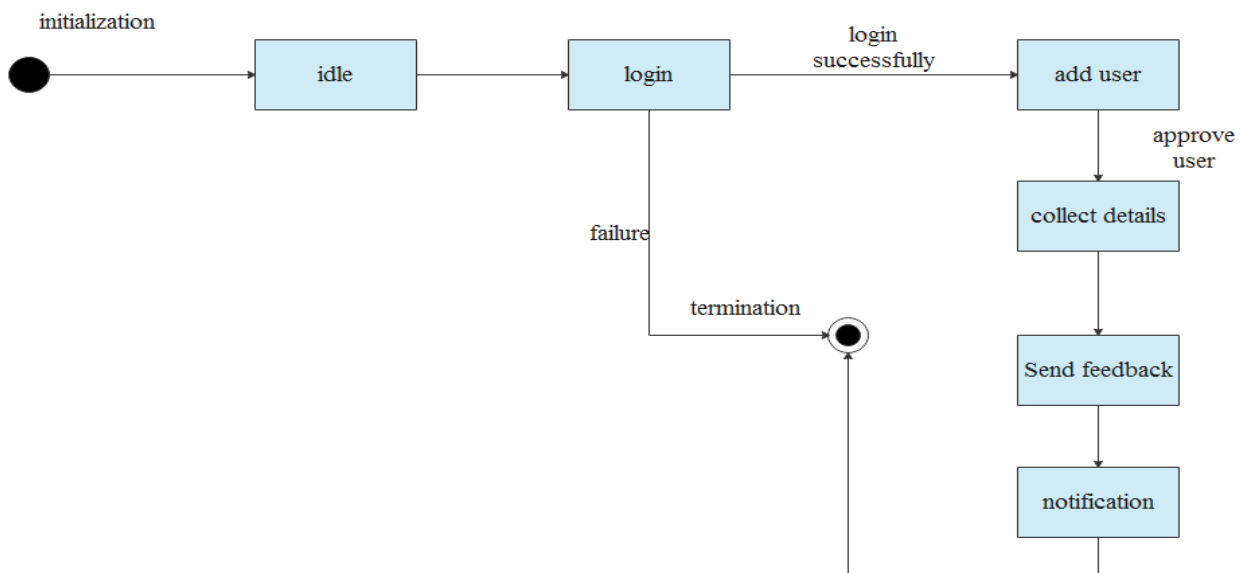 initialization
idle
login
login
successfully
add user
approve
user
collect details
failure
termination
Send feedback
notification